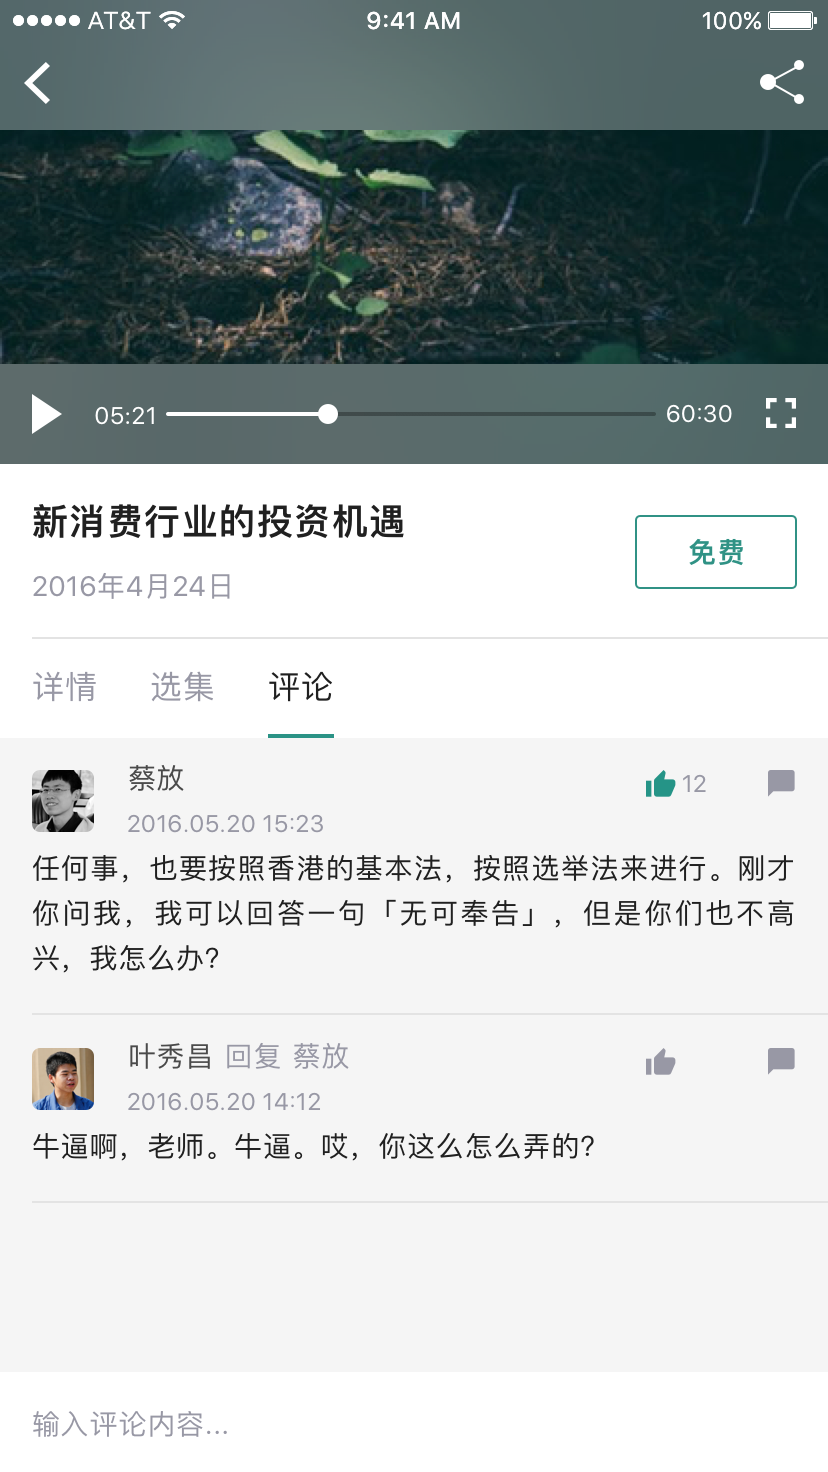 AT&T 9:41 AM 100%
05:21 60:30
新消费行业的投资机遇
免费
2016年4月24日
详情 选集 评论
蔡放 12
2016.05.20 15:23
任何事，也要按照香港的基本法，按照选举法来进行。刚才
你问我，我可以回答一句「无可奉告」，但是你们也不高
兴，我怎么办?
叶秀昌 回复 蔡放
2016.05.20 14:12
牛逼啊，老师。牛逼。哎，你这么怎么弄的?
输入评论内容...